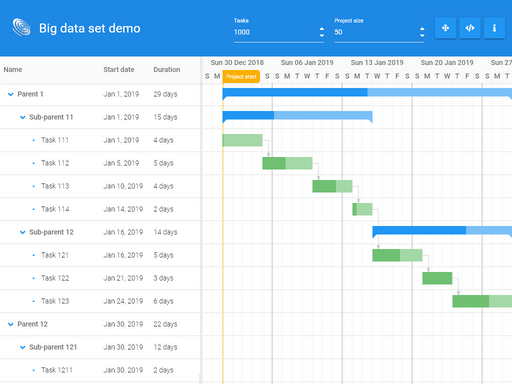 Big data set demo
Tasks
1000
Project size
50
Name Start date Duration
Sun 30 Dec 2018 Sun 06 Jan 2019 Sun 13 Jan 2019 Sun 20 Jan 2019 Sun 27
S M T F S S M T W T F S S M T W T F S S M T W T F S S M T
Project start
Parent 1 Jan 1, 2019 29 days
Sub-parent 11 Jan 1, 2019 15 days
Task 111 Jan 1, 2019 4 days
Task 112 Jan 5, 2019 5 days
Task 113 Jan 10, 2019 4 days
Task 114 Jan 14, 2019 2 days
Sub-parent 12 Jan 16, 2019 14 days
Task 121 Jan 16, 2019 5 days
Task 122 Jan 21, 2019 3 days
Task 123 Jan 24, 2019 6 days
Parent 12 Jan 30, 2019 22 days
Sub-parent 121 Jan 30, 2019 12 days
Task 1211 Jan 30, 2019 2 days